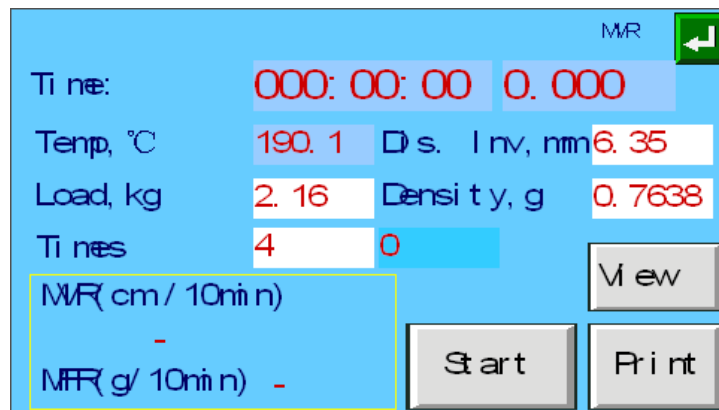 MVR
Time: 000: 00: 00 0. 000
Temp, ℃ 190. 1 Dis. Inv, mm 6. 35
Load, kg 2. 16 Density, g 0. 7638
Times 4 0
View
MVR(cm/10min)
-
Start Print
MFR(g/10min) -